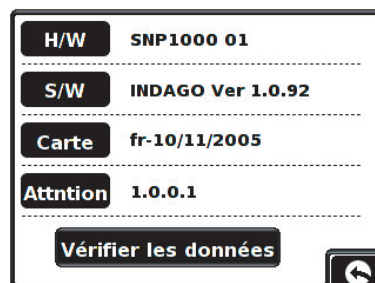 H/W SNP1000 01
S/W INDAGO Ver 1.0.92
Carte fr-10/11/2005
Attntion 1.0.0.1
Vérifier les données